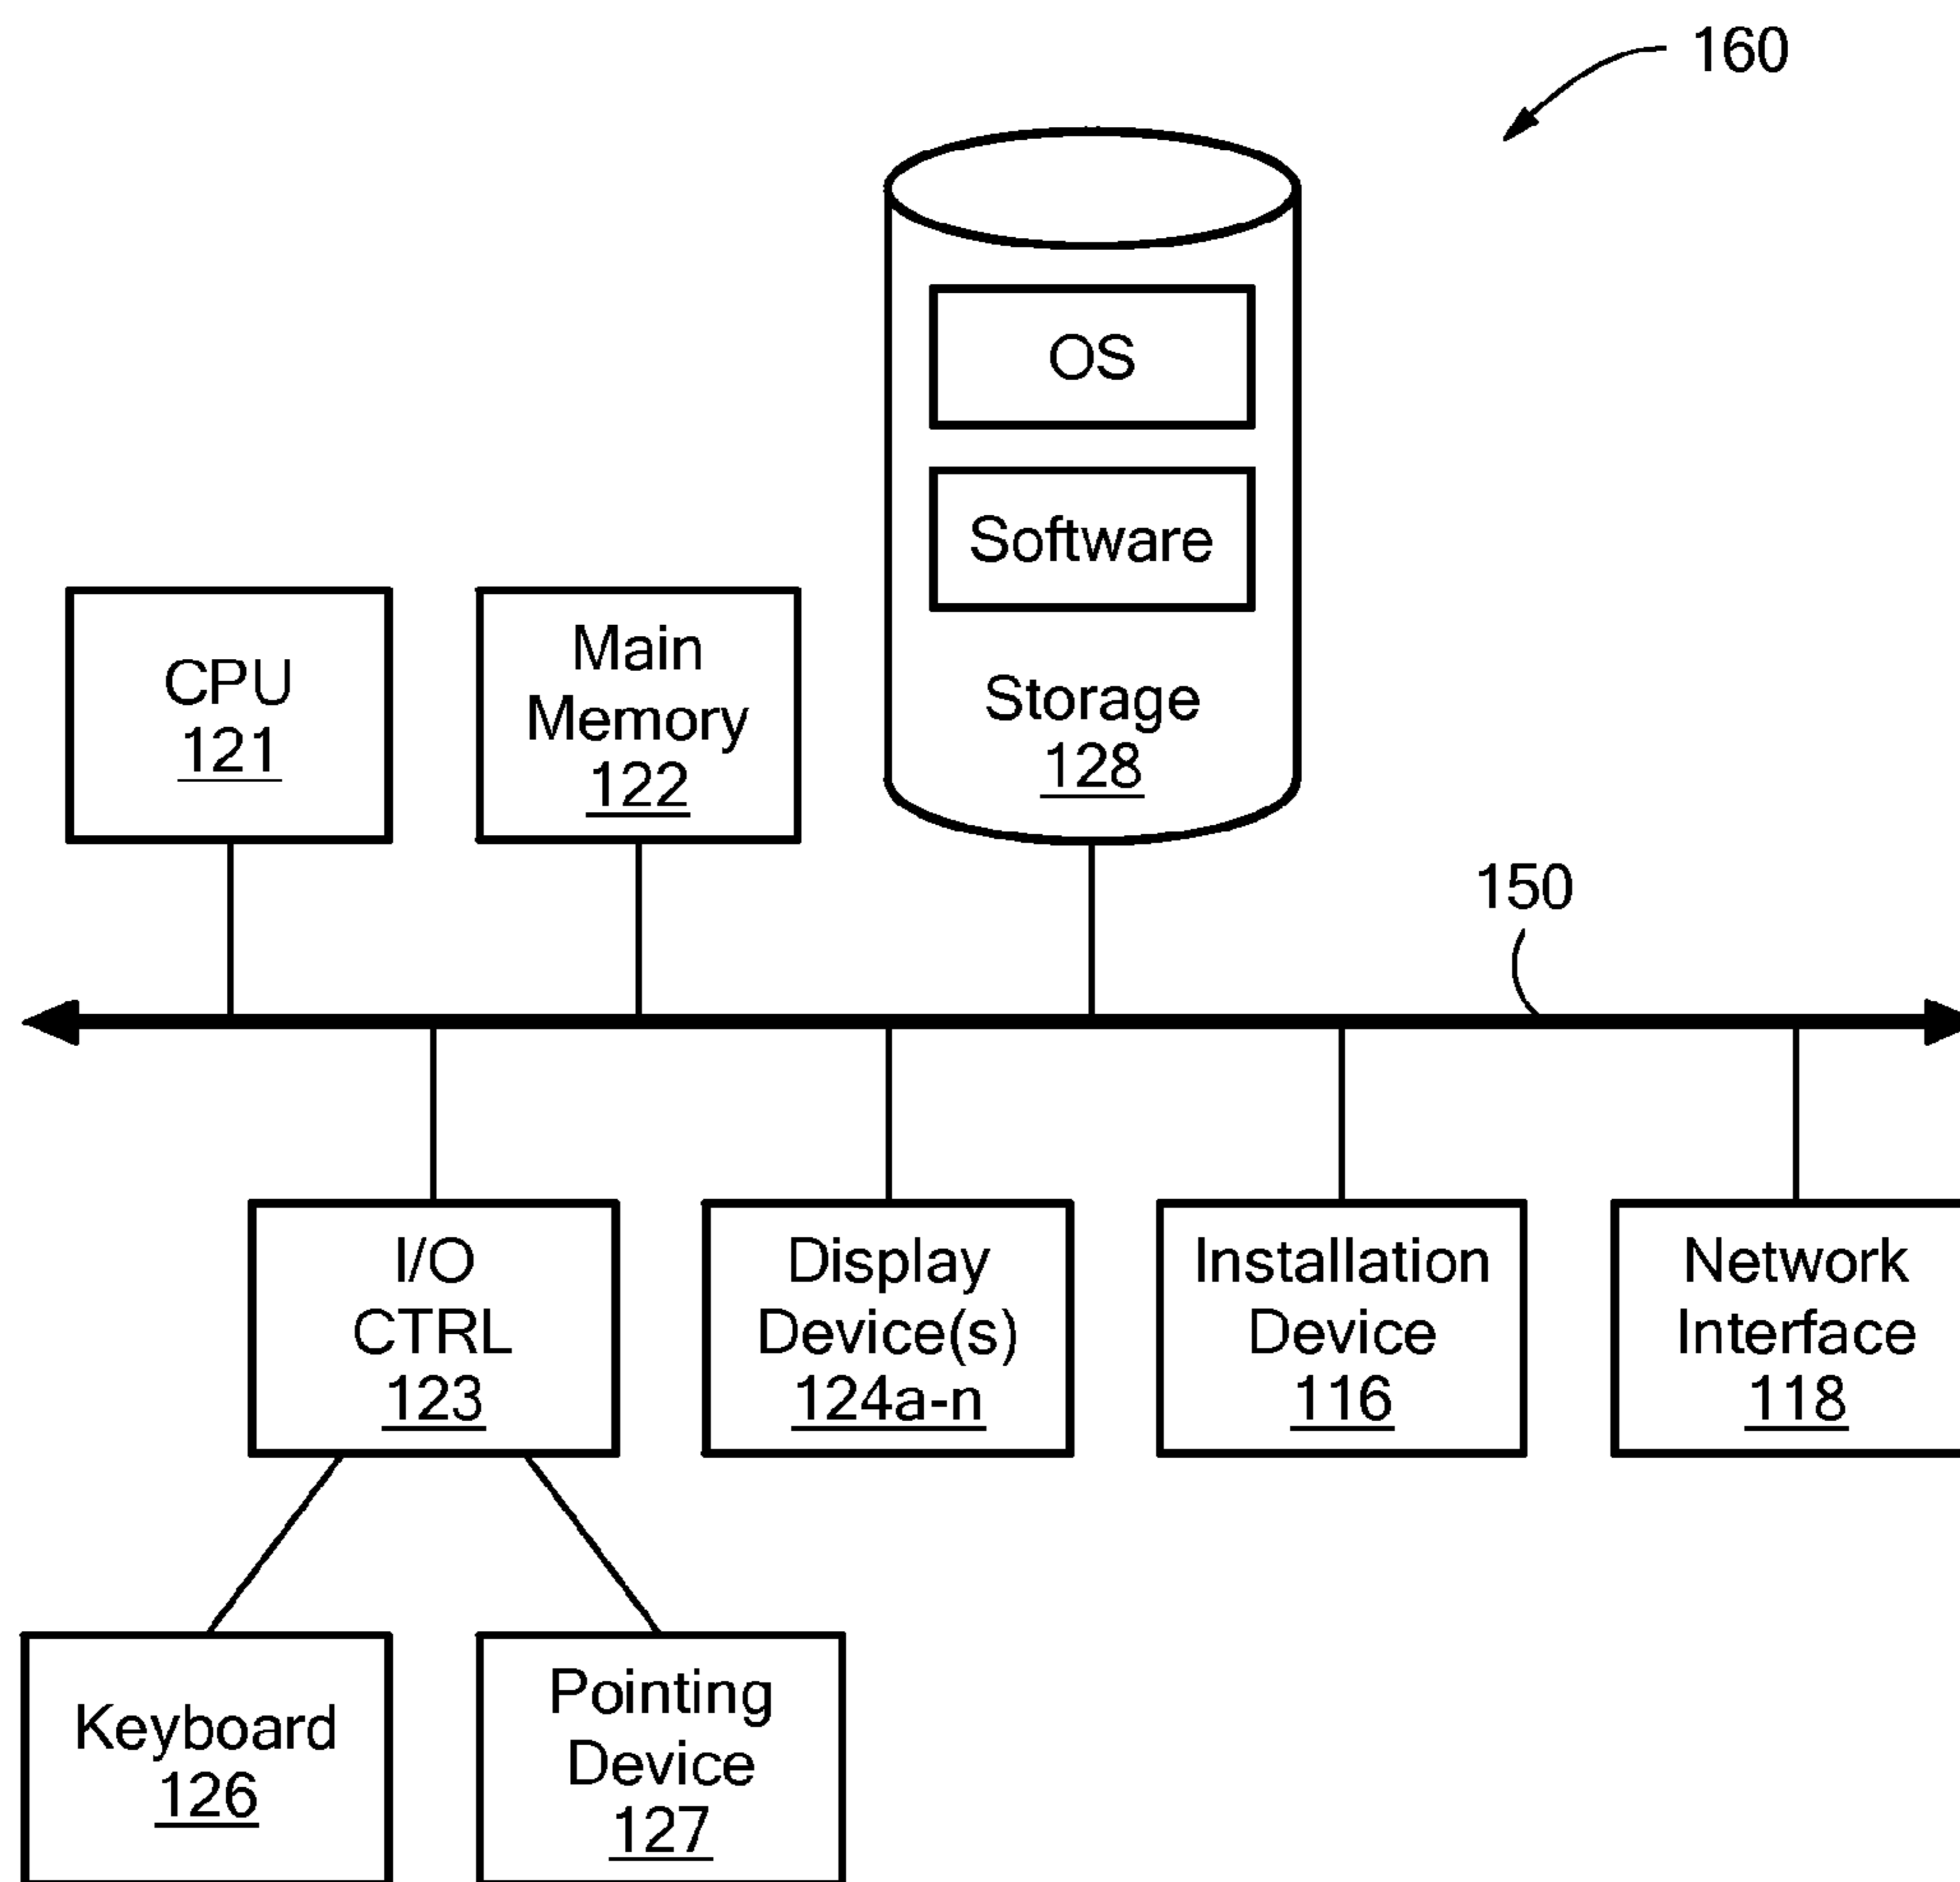 160
OS
Software
Storage
128
CPU
121
Main
Memory
122
150
I/O
CTRL
123
Display
Device(s)
124a-n
Installation
Device
116
Network
Interface
118
Keyboard
126
Pointing
Device
127